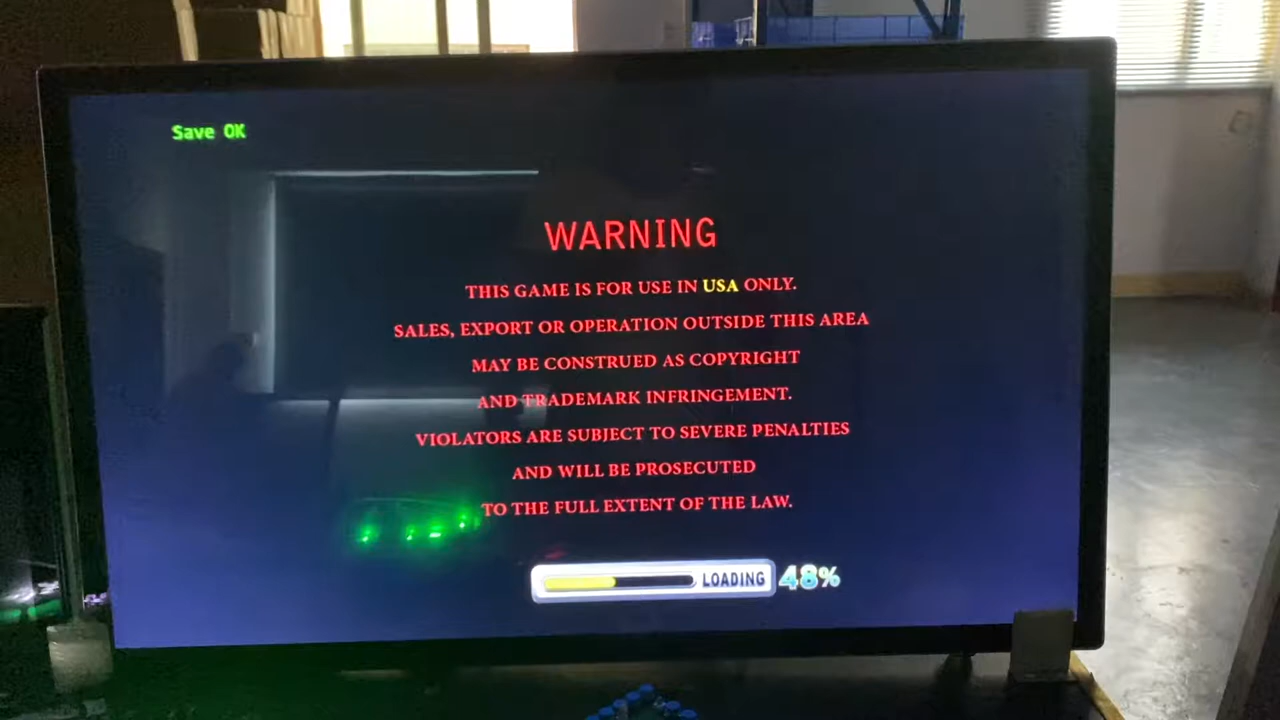 Save OK
WARNING
THIS GAME IS FOR USE IN USA ONLY.
SALES, EXPORT OR OPERATION OUTSIDE THIS AREA
MAY BE CONSTRUED AS COPYRIGHT
AND TRADEMARK INFRINGEMENT.
VIOLATORS ARE SUBJECT TO SEVERE PENALTIES
AND WILL BE PROSECUTED
TO THE FULL EXTENT OF THE LAW.
LOADING 48%